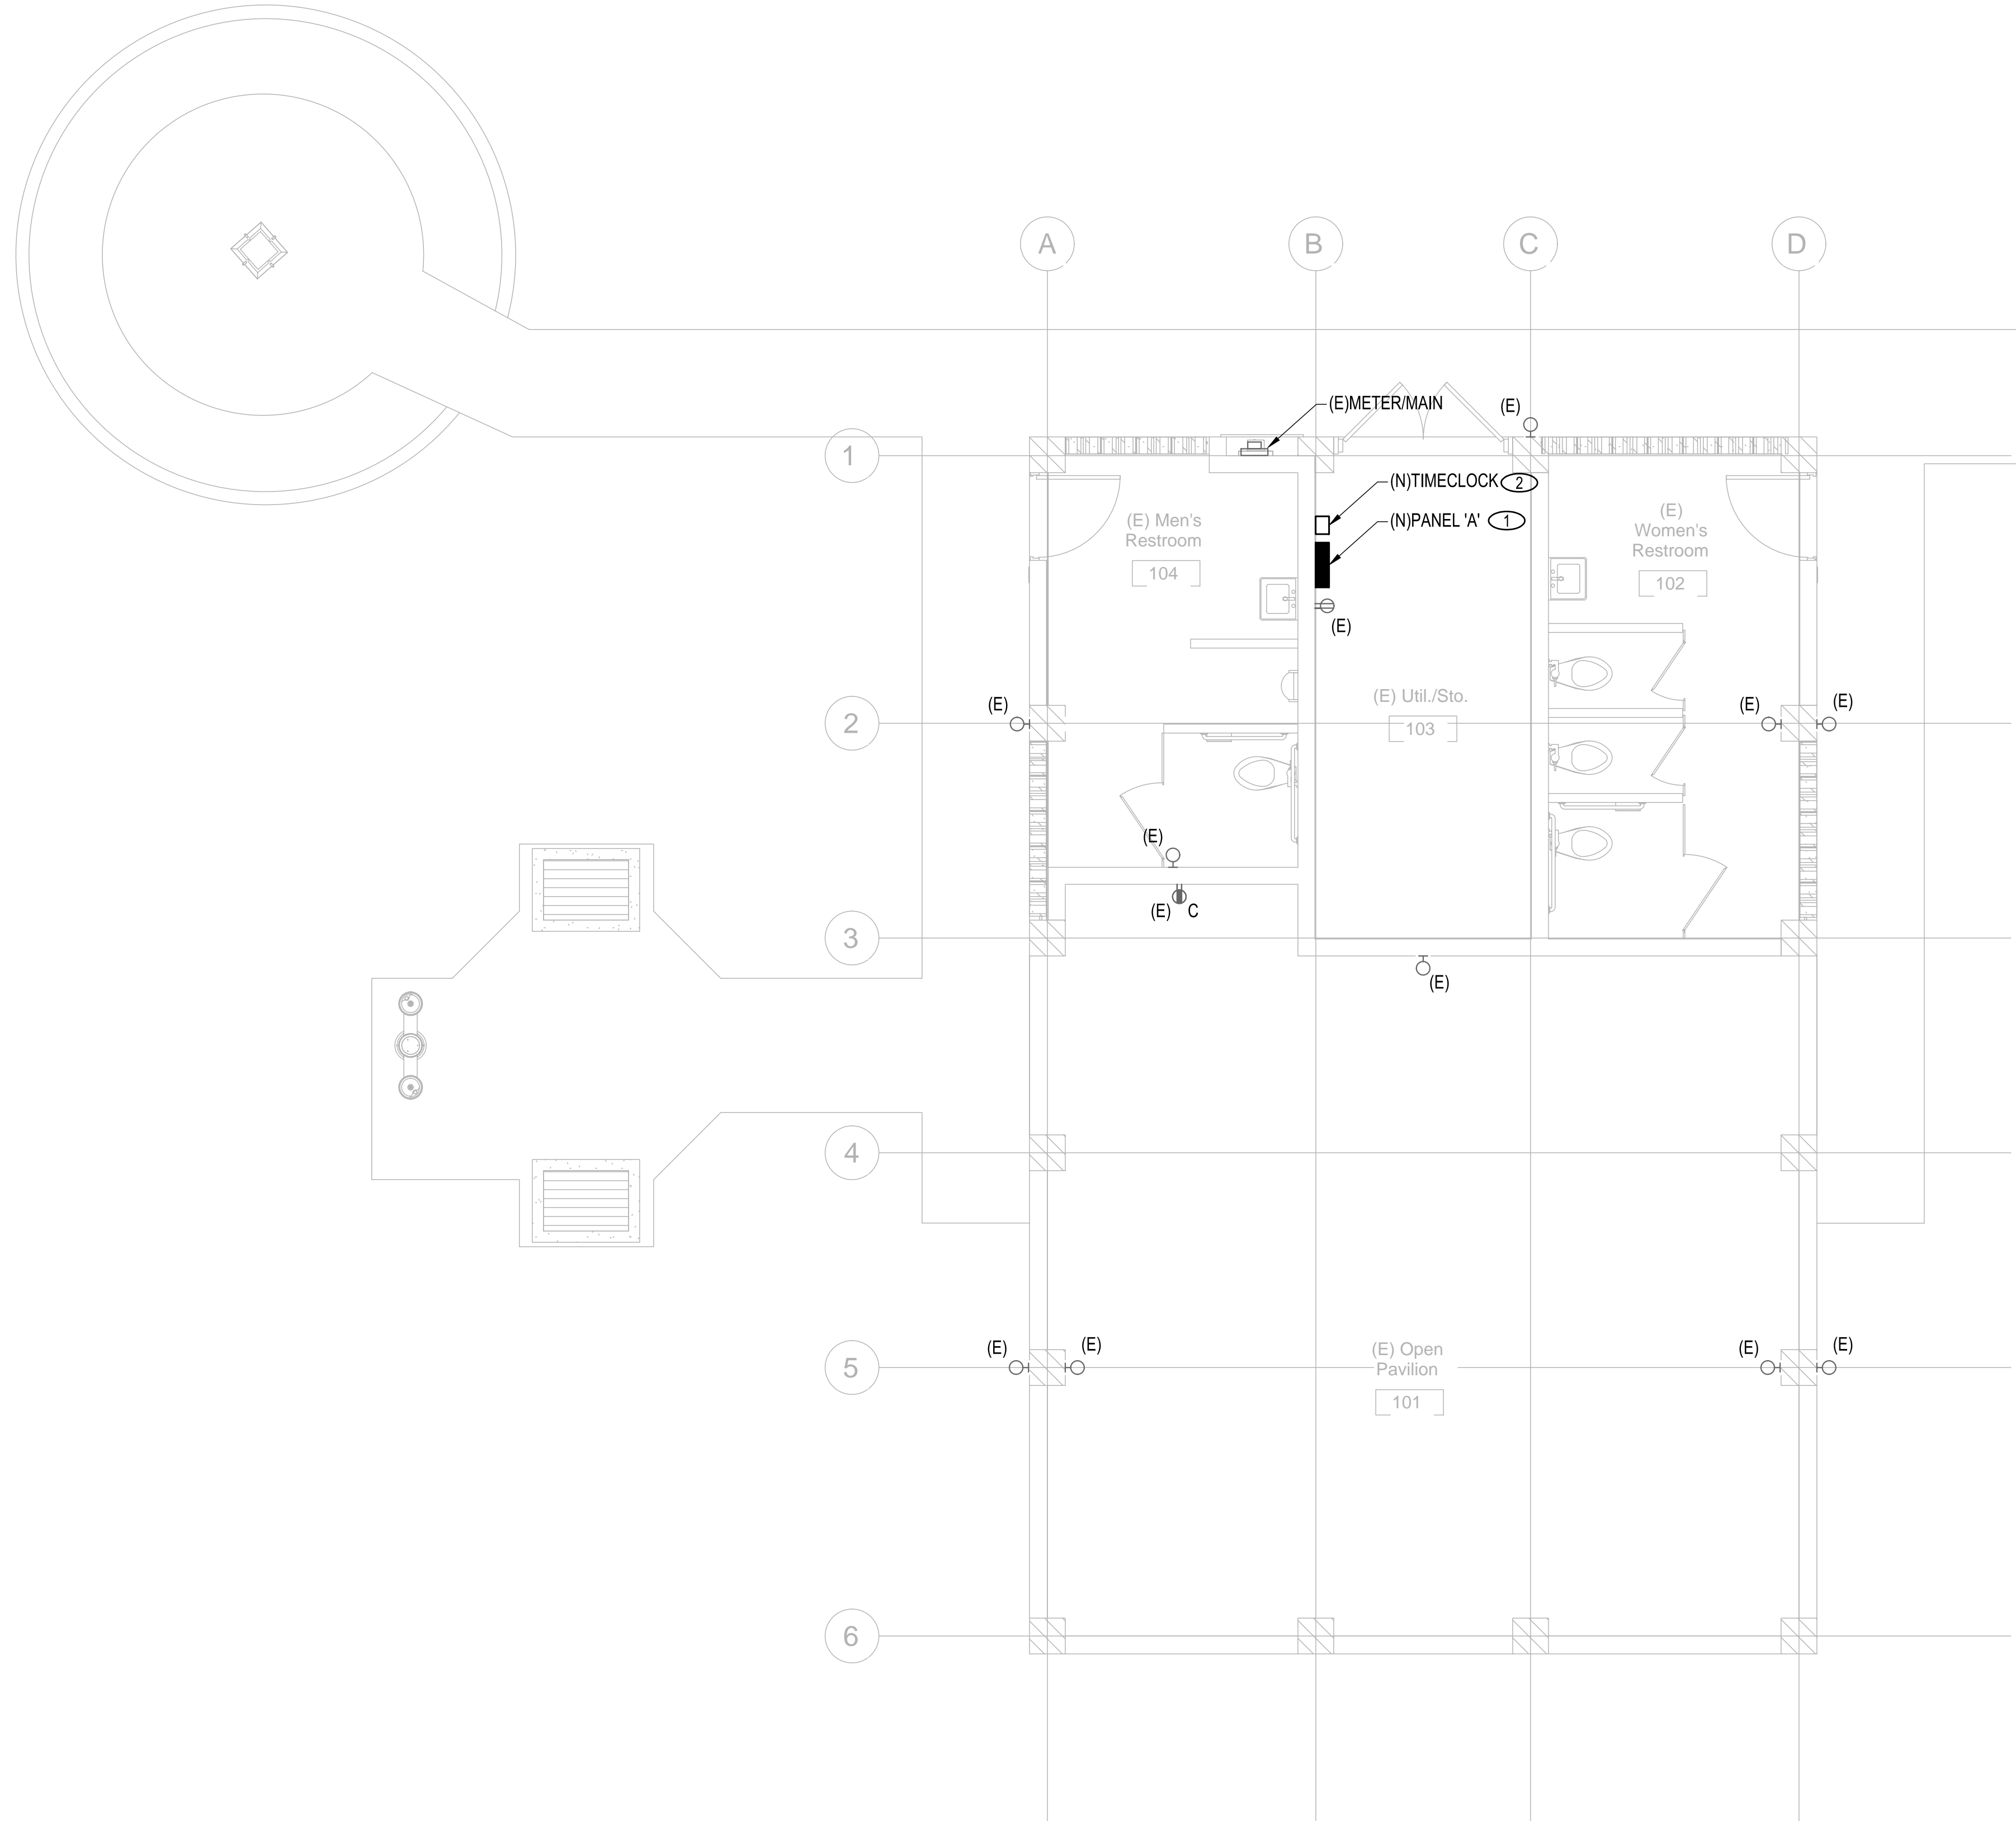 A
B
C
D
(E)METER/MAIN
(E)
1
(N)TIMECLOCK 2
(N)PANEL 'A' 1
(E) Men's
Restroom
104
(E)
Women's
Restroom
102
(E)
(E) Util./Sto.
103
2
(E)
(E)
(E)
(E)
(E) C
3
(E)
4
5
(E)
(E)
(E)
(E)
(E) Open
Pavilion
101
6